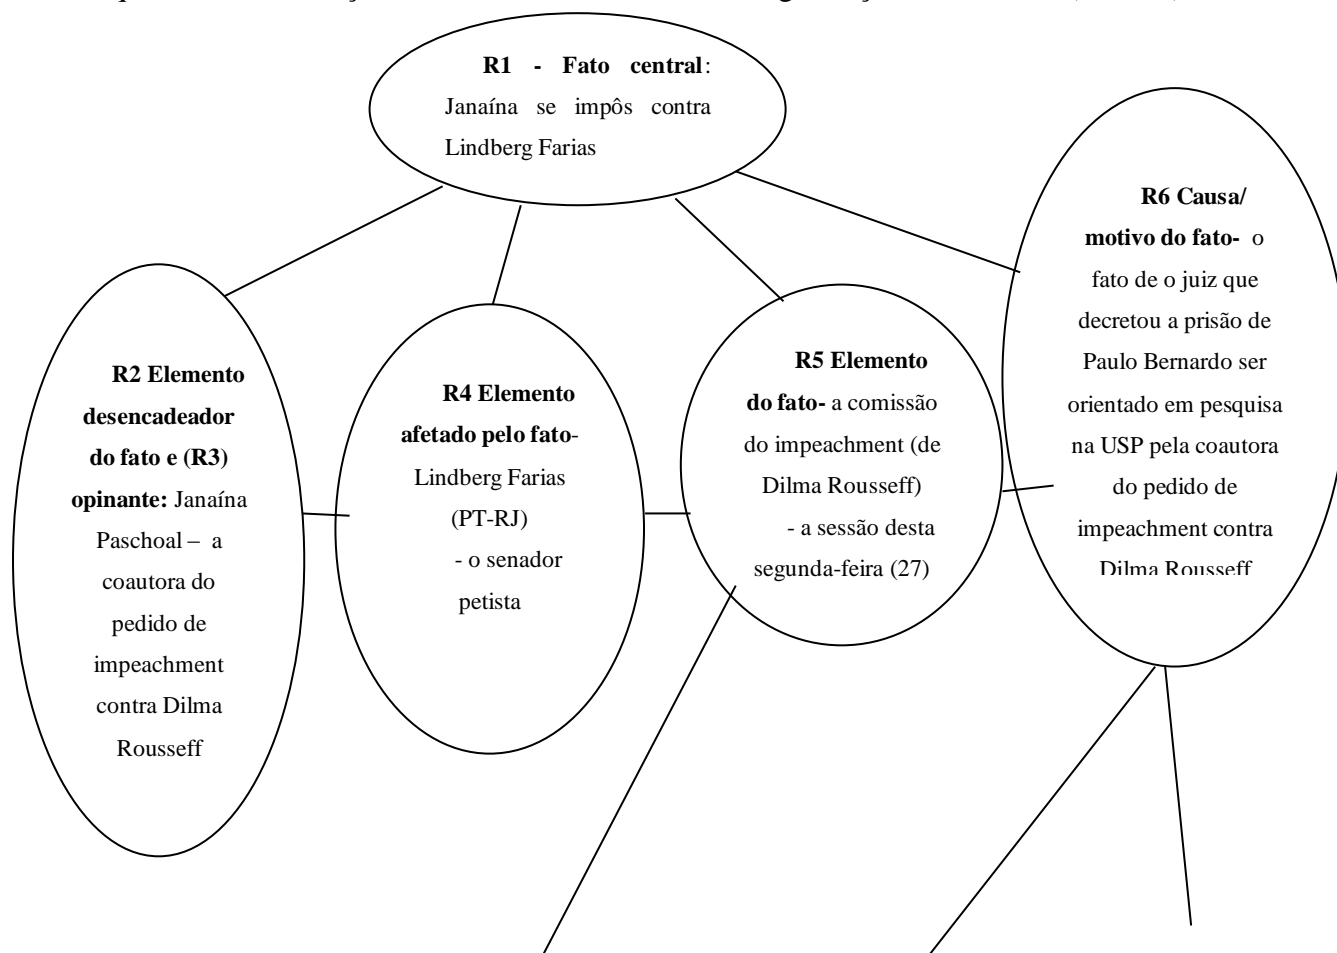 R1 - Fato central:
Janaína se impôs contra
Lindberg Farias
R2 Elemento
desencadeador
do fato e (R3)
opinante: Janaína
Paschoal – a
coautora do
pedido de
impeachment
contra Dilma
Rousseff
R4 Elemento
afetado pelo fato-
Lindberg Farias
(PT-RJ)
- o senador
petista
R5 Elemento
do fato- a comissão
do impeachment (de
Dilma Rousseff)
- a sessão desta
segunda-feira (27)
R6 Causa/
motivo do fato- o
fato de o juiz que
decretou a prisão de
Paulo Bernardo ser
orientado em pesquisa
na USP pela coautora
do pedido de
impeachment contra
Dilma Rousseff